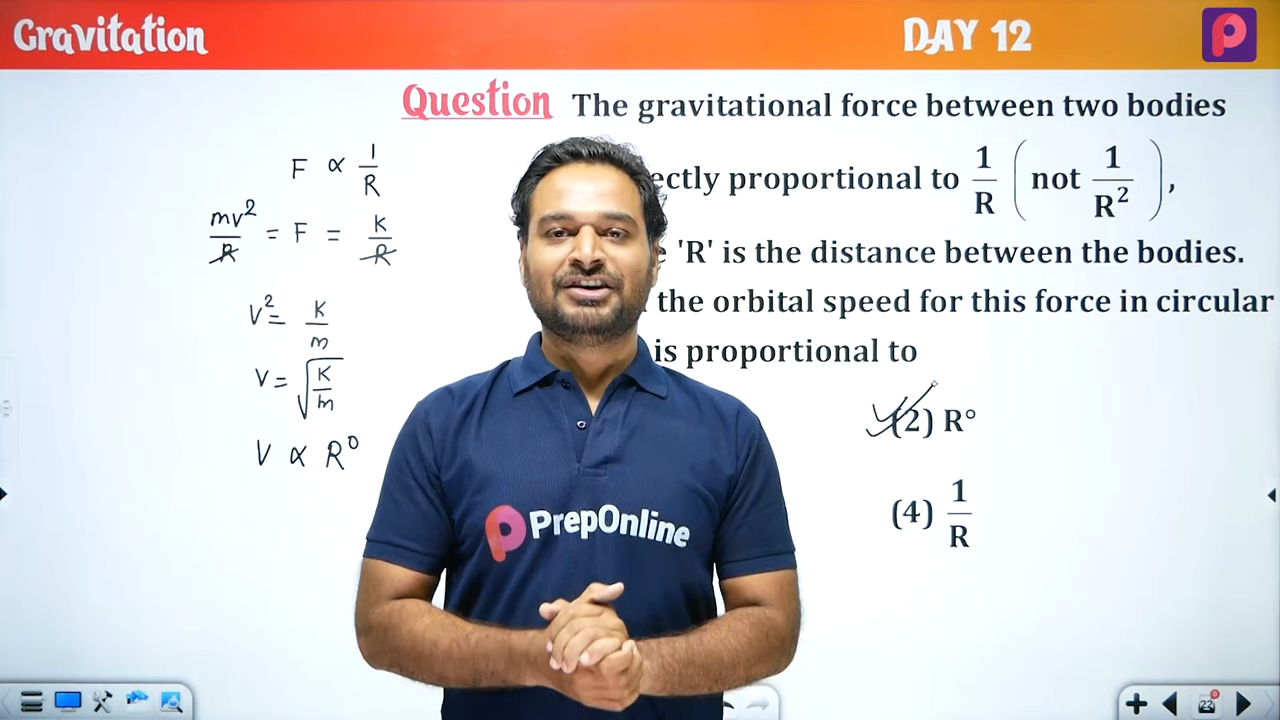 Gravitation
DAY 12
Question The gravitational force between two bodies
ectly proportional to 1/R ( not 1/R² ),
'R' is the distance between the bodies.
the orbital speed for this force in circular
is proportional to
(2) R°
(4) 1/R
F ∝ 1/R
mv²/R = F = K/R
V² = K/m
V = √(K/m)
V ∝ R⁰
PrepOnline
22